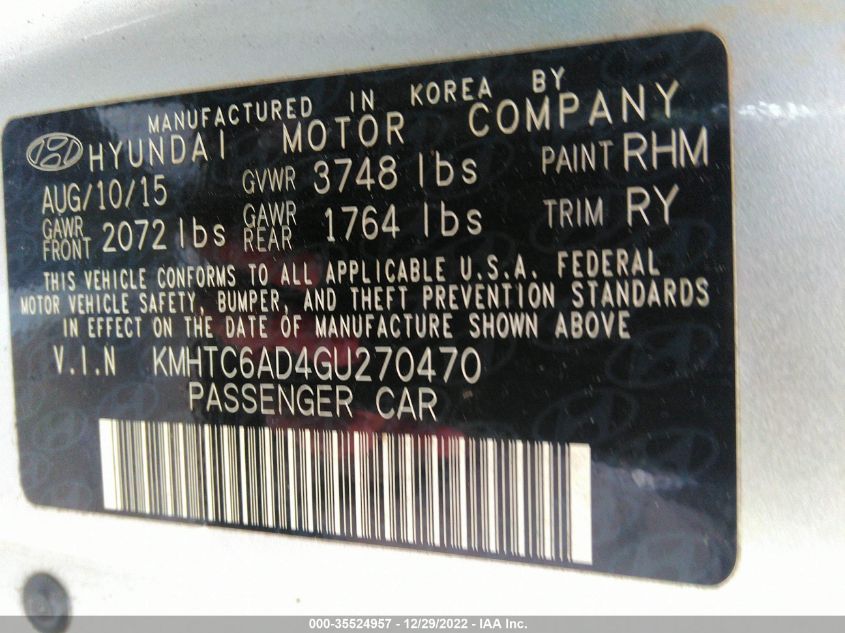 MANUFACTURED IN KOREA BY
HYUNDAI MOTOR COMPANY
AUG/10/15 GVWR 3748 lbs PAINT RHM
GAWR FRONT 2072 lbs GAWR REAR 1764 lbs TRIM RY
THIS VEHICLE CONFORMS TO ALL APPLICABLE U.S.A. FEDERAL
MOTOR VEHICLE SAFETY, BUMPER, AND THEFT PREVENTION STANDARDS
IN EFFECT ON THE DATE OF MANUFACTURE SHOWN ABOVE
V.I.N KMHTC6AD4GU270470
PASSENGER CAR
000-35524957 - 12/29/2022 - IAA Inc.